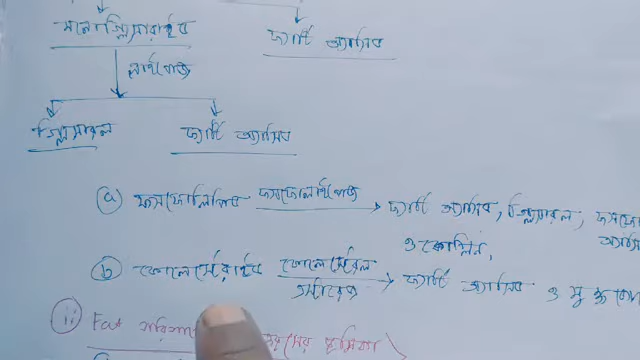 মনোগ্লিসারাইড
ফ্যাটি অ্যাসিড
লাইপেজ
গ্লিসারল ফ্যাটি অ্যাসিড
(a) ফসফোলিপিড ফসফোলাইপেজ ফ্যাটি অ্যাসিড, গ্লিসারল,
ও কোলিন,
(b) কোলেস্টেরাইড কোলেস্টেরল ফ্যাটি অ্যাসিড ও মুক্ত
এস্টারেজ
(ii) Fat
ভূমিকা